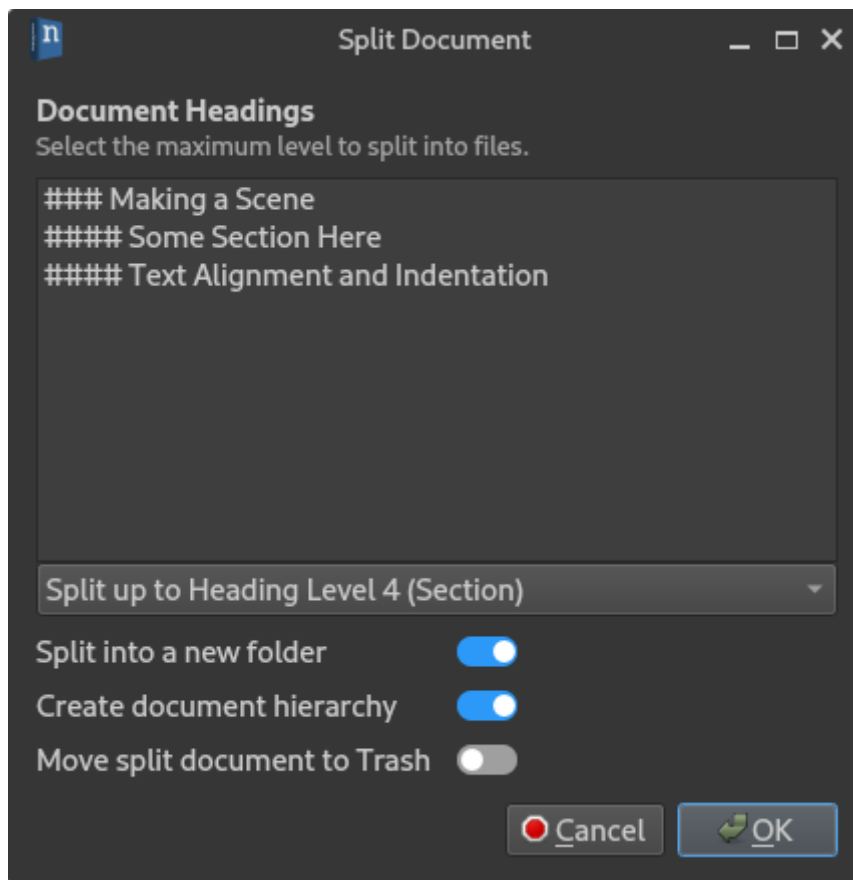 n
Split Document
Document Headings
Select the maximum level to split into files.
### Making a Scene
#### Some Section Here
#### Text Alignment and Indentation
Split up to Heading Level 4 (Section)
Split into a new folder
Create document hierarchy
Move split document to Trash
Cancel
OK